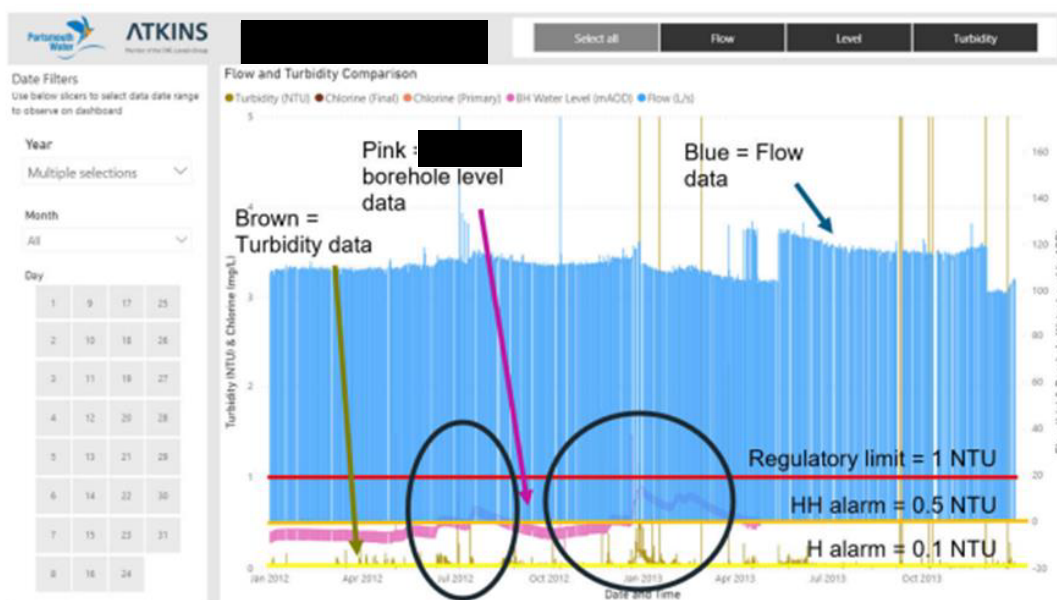 Portsmouth
Water
ATKINS
Member of the SNC-Lavalin Group
Select all
Flow
Level
Turbidity
Date Filters
Use below slicers to select data date range
to observe on dashboard
Year
Multiple selections
Month
All
Day
1 9 17 25
2 10 18 26
3 11 19 27
4 12 20 28
5 13 21 29
6 14 22 30
7 15 23 31
8 16 24
Flow and Turbidity Comparison
Turbidity (NTU) Chlorine (Final) Chlorine (Primary) BH Water Level (mAOD) Flow (L/s)
Pink :
borehole level
data
Blue = Flow
data
Brown =
Turbidity data
Regulatory limit = 1 NTU
HH alarm = 0.5 NTU
H alarm = 0.1 NTU
Turbidity (NTU) & Chlorine (mg/L)
5
4
3
2
1
0
160
140
120
100
80
60
40
20
0
-20
Jan 2012 Apr 2012 Jul 2012 Oct 2012 Jan 2013 Apr 2013 Jul 2013 Oct 2013
Date and Time